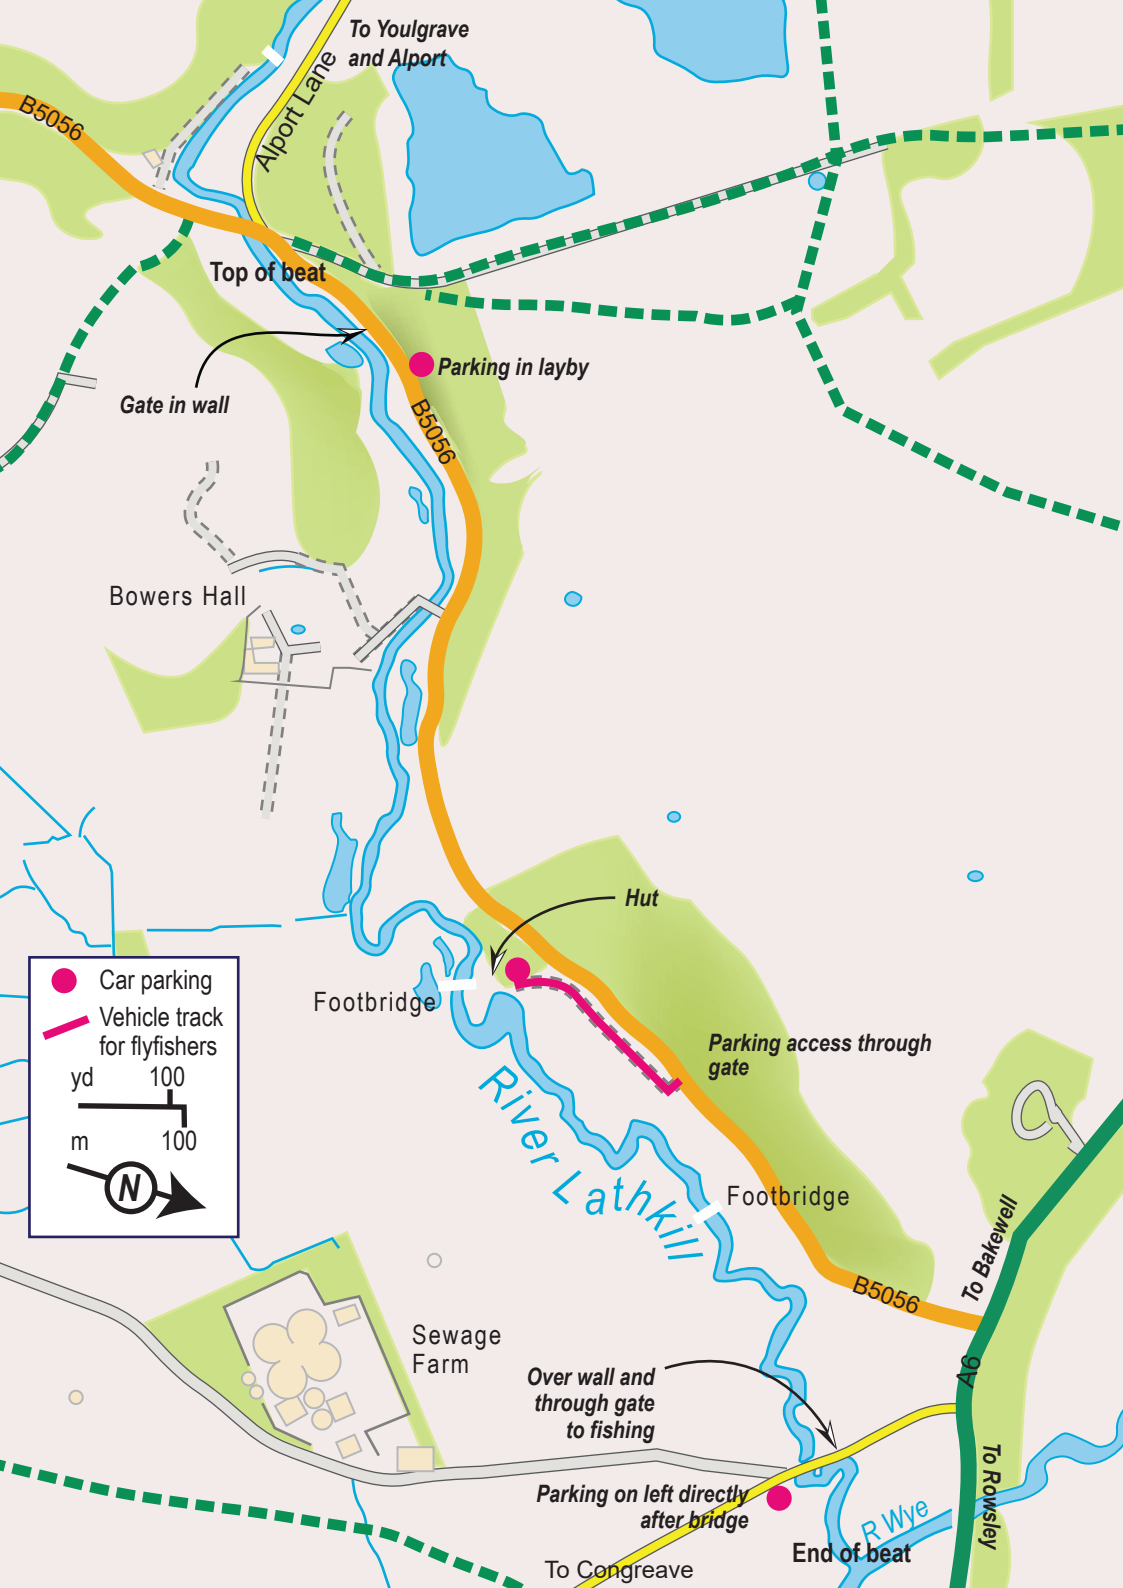 To Youlgrave
and Alport
Alport Lane
B5056
Top of beat
Parking in layby
Gate in wall
B5056
Bowers Hall
Hut
Footbridge
Car parking
Vehicle track
for flyfishers
yd 100
m 100
N
Parking access through
gate
River Lathkill
Footbridge
To Bakewell
B5056
Sewage
Farm
A6
Over wall and
through gate
to fishing
To Rowsley
Parking on left directly
after bridge
R Wye
End of beat
To Congreave